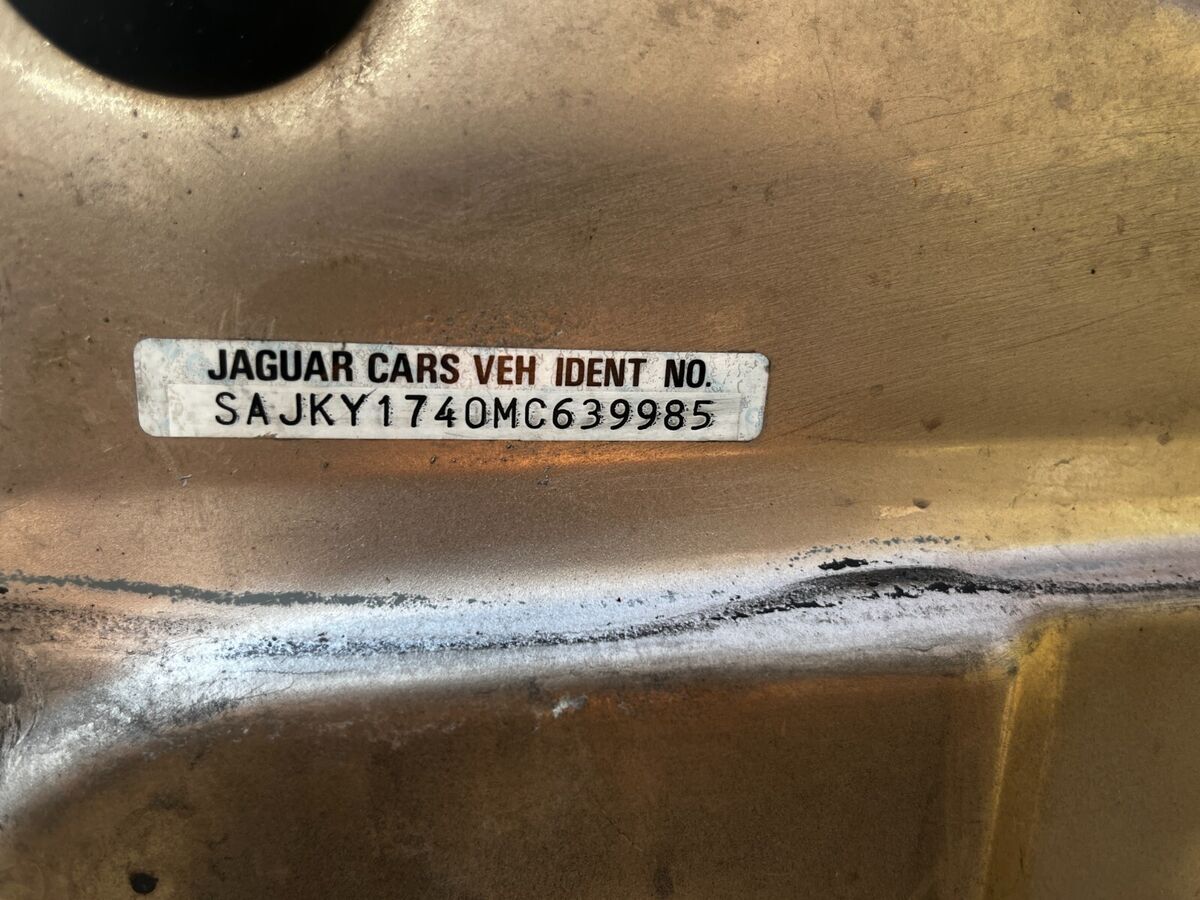 JAGUAR CARS VEH IDENT NO.
SAJKY1740MC639985